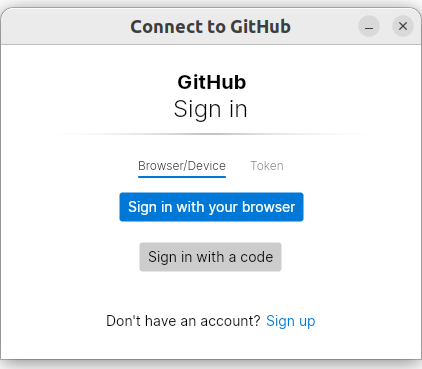 Connect to GitHub
GitHub
Sign in
Browser/Device Token
Sign in with your browser
Sign in with a code
Don't have an account? Sign up